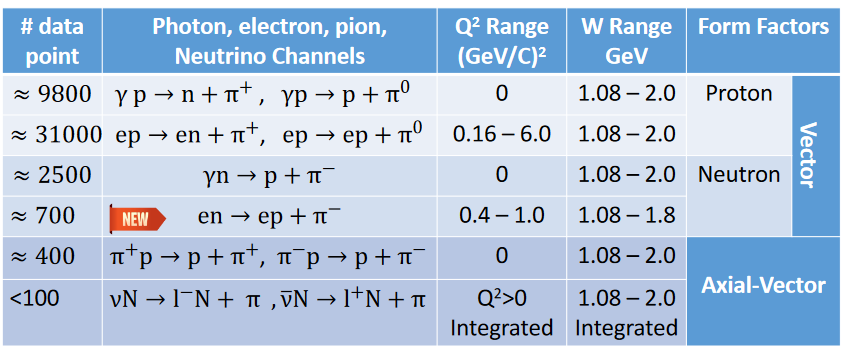 # data point
Photon, electron, pion, Neutrino Channels
Q² Range (GeV/C)²
W Range GeV
Form Factors
≈ 9800 γ p → n + π⁺ , γp → p + π⁰ 0 1.08 – 2.0 Proton
≈ 31000 ep → en + π⁺, ep → ep + π⁰ 0.16 – 6.0 1.08 – 2.0
Vector
≈ 2500 γn → p + π⁻ 0 1.08 – 2.0 Neutron
≈ 700 NEW en → ep + π⁻ 0.4 – 1.0 1.08 – 1.8
≈ 400 π⁺p → p + π⁺, π⁻p → p + π⁻ 0 1.08 – 2.0
Axial-Vector
<100 νN → l⁻N + π , ν̄N → l⁺N + π Q²>0 1.08 – 2.0
Integrated Integrated